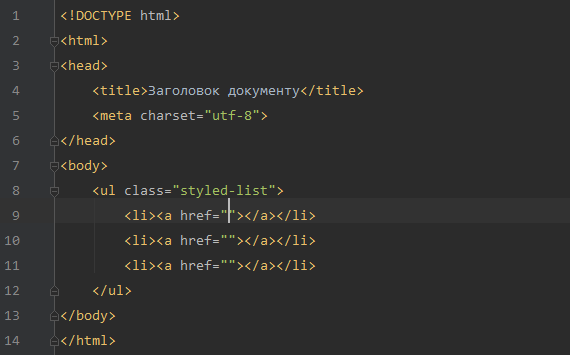 1 <!DOCTYPE html>
2 <html>
3 <head>
4 <title>Заголовок документу</title>
5 <meta charset="utf-8">
6 </head>
7 <body>
8 <ul class="styled-list">
9 <li><a href=""></a></li>
10 <li><a href=""></a></li>
11 <li><a href=""></a></li>
12 </ul>
13 </body>
14 </html>